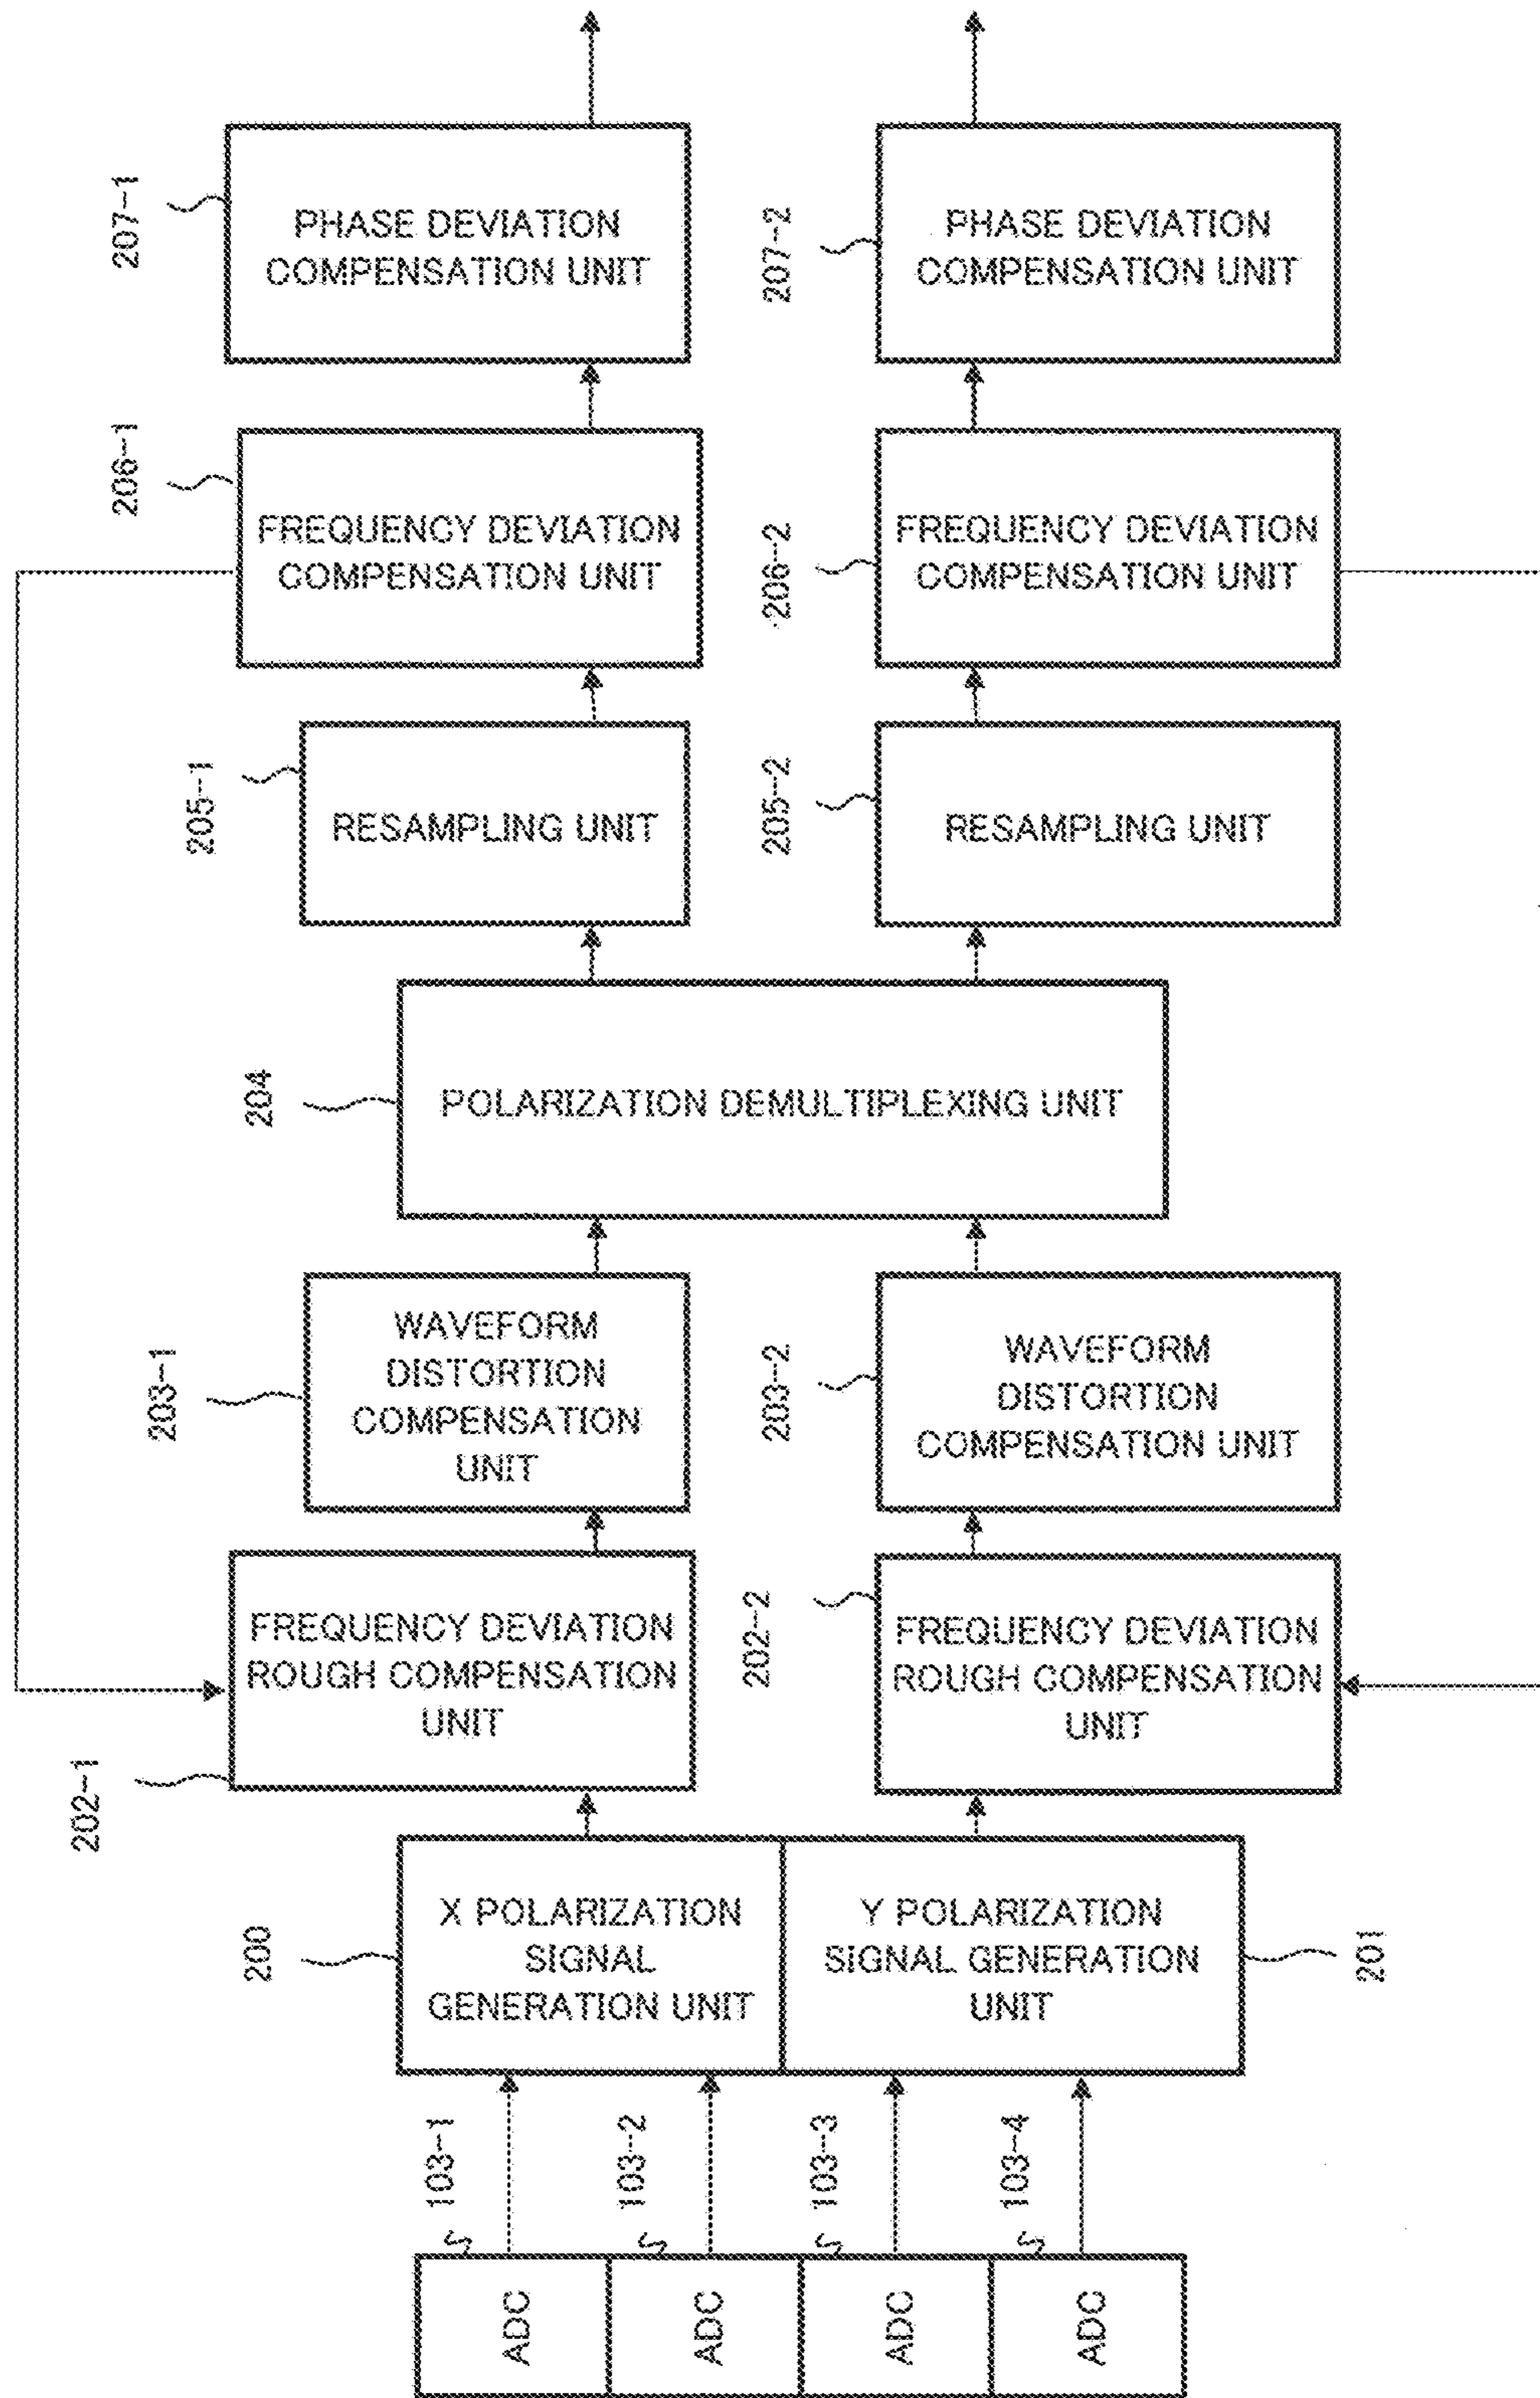 207-1
PHASE DEVIATION
COMPENSATION UNIT
207-2
PHASE DEVIATION
COMPENSATION UNIT
206-1
FREQUENCY DEVIATION
COMPENSATION UNIT
206-2
FREQUENCY DEVIATION
COMPENSATION UNIT
205-1
RESAMPLING UNIT
205-2
RESAMPLING UNIT
204
POLARIZATION DEMULTIPLEXING UNIT
203-1
WAVEFORM
DISTORTION
COMPENSATION
UNIT
203-2
WAVEFORM
DISTORTION
COMPENSATION UNIT
202-1
FREQUENCY DEVIATION
ROUGH COMPENSATION
UNIT
202-2
FREQUENCY DEVIATION
ROUGH COMPENSATION
UNIT
200
X POLARIZATION
SIGNAL
GENERATION UNIT
Y POLARIZATION
SIGNAL GENERATION
UNIT
201
103-1
103-2
103-3
103-4
ADC
ADC
ADC
ADC